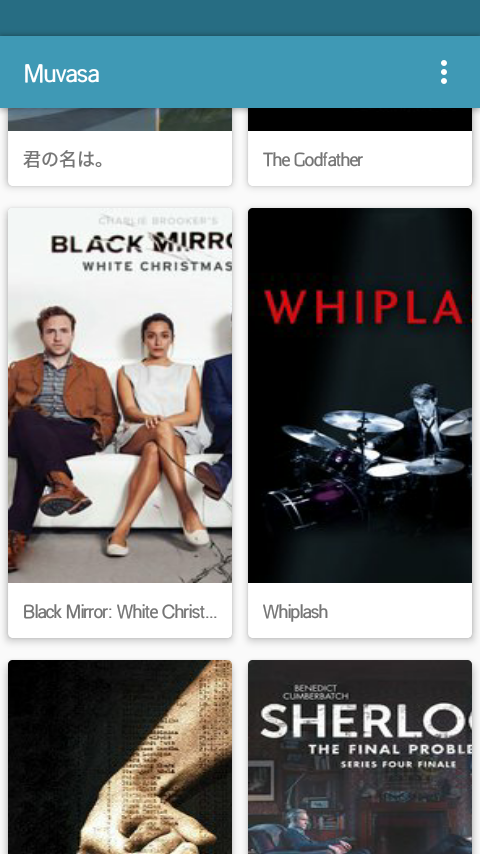 Muvasa
君の名は。
The Godfather
CHARLIE BROOKER'S
BLACK MIRRO
WHITE CHRISTMAS
WHIPLA
Black Mirror: White Christ...
Whiplash
BENEDICT
CUMBERBATCH
SHERLO
THE FINAL PROBLE
SERIES FOUR FINALE